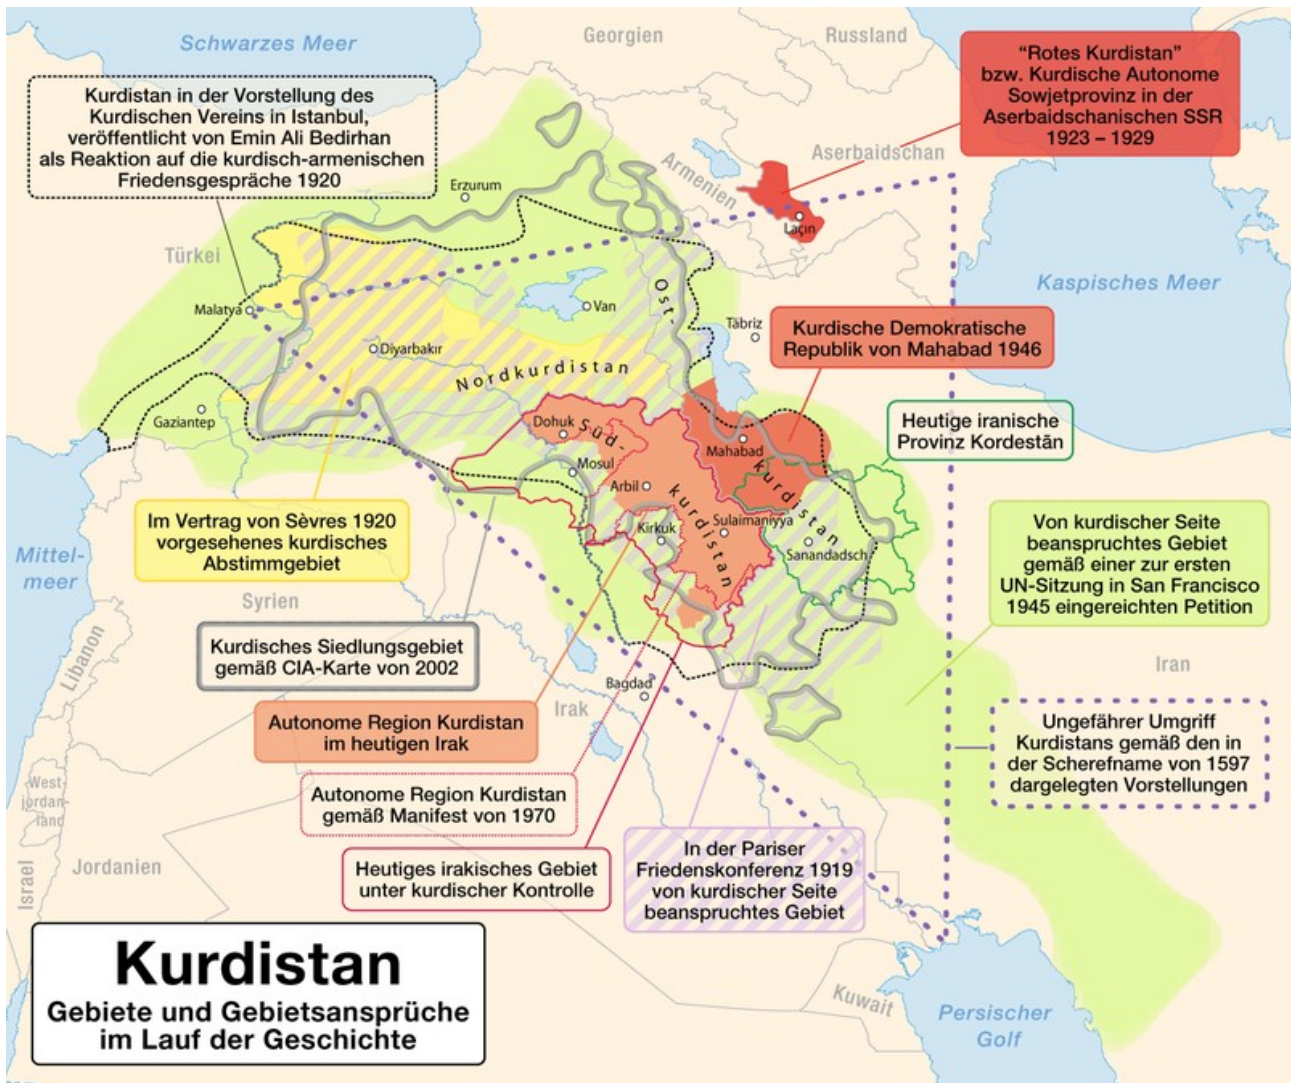 Schwarzes Meer
Georgien
Russland
"Rotes Kurdistan"
bzw. Kurdische Autonome
Sowjetprovinz in der
Aserbaidschanischen SSR
1923 – 1929
Kurdistan in der Vorstellung des
Kurdischen Vereins in Istanbul,
veröffentlicht von Emin Ali Bedirhan
als Reaktion auf die kurdisch-armenischen
Friedensgespräche 1920
Armenien
Aserbaidschan
Erzurum
Laçın
Türkei
Kaspisches Meer
Malatya
Van
Ost-
Täbriz
Kurdische Demokratische
Republik von Mahabad 1946
Diyarbakır
Nordkurdistan
Gaziantep
Dohuk
Süd-
Mahabad
Heutige iranische
Provinz Kordestān
Mosul
kurdistan
Arbil
kurdistan
Im Vertrag von Sèvres 1920
vorgesehenes kurdisches
Abstimmgebiet
Kirkuk
Sulaimaniyya
Sanandadsch
Von kurdischer Seite
beanspruchtes Gebiet
gemäß einer zur ersten
UN-Sitzung in San Francisco
1945 eingereichten Petition
Mittel-
meer
Syrien
Libanon
Kurdisches Siedlungsgebiet
gemäß CIA-Karte von 2002
Bagdad
Irak
Iran
Autonome Region Kurdistan
im heutigen Irak
Ungefährer Umgriff
Kurdistans gemäß den in
der Scherefname von 1597
dargelegten Vorstellungen
West-
jordan-
land
Autonome Region Kurdistan
gemäß Manifest von 1970
Israel
Jordanien
Heutiges irakisches Gebiet
unter kurdischer Kontrolle
In der Pariser
Friedenskonferenz 1919
von kurdischer Seite
beanspruchtes Gebiet
Kurdistan
Gebiete und Gebietsansprüche
im Lauf der Geschichte
Kuwait
Persischer
Golf